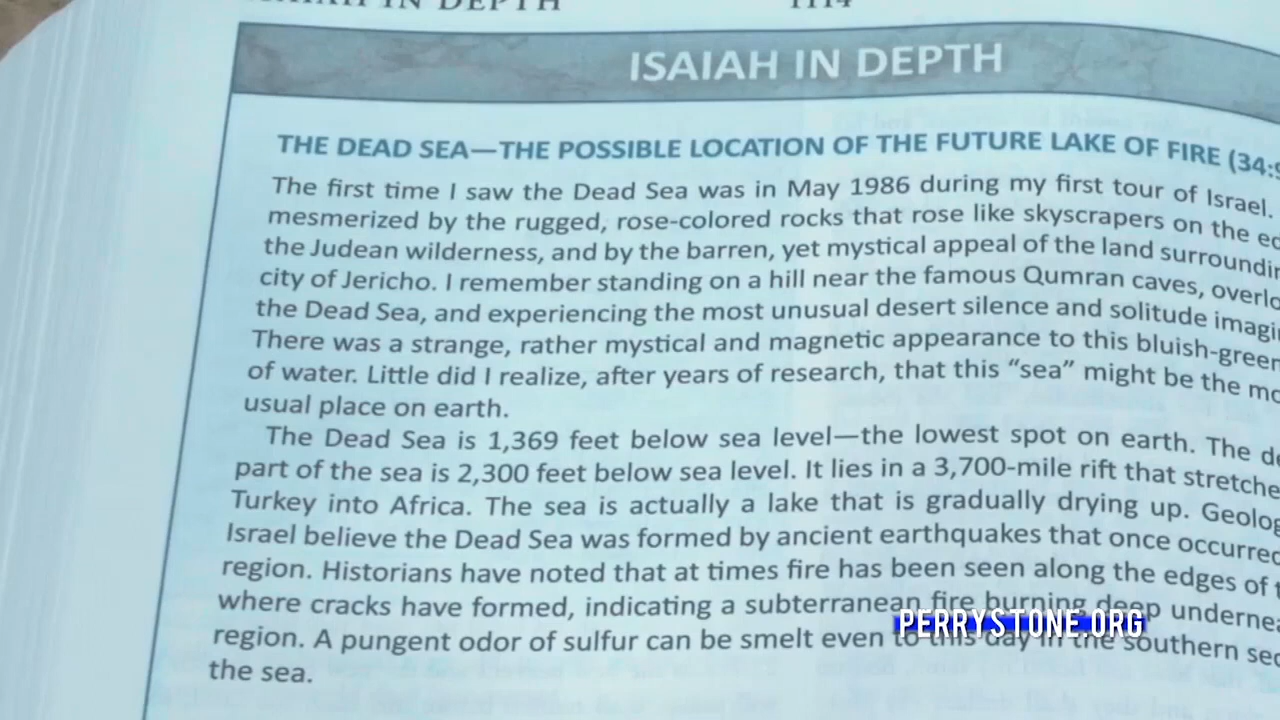 ISAIAH IN DEPTH 1114
ISAIAH IN DEPTH
THE DEAD SEA—THE POSSIBLE LOCATION OF THE FUTURE LAKE OF FIRE (34:9
The first time I saw the Dead Sea was in May 1986 during my first tour of Israel.
mesmerized by the rugged, rose-colored rocks that rose like skyscrapers on the
the Judean wilderness, and by the barren, yet mystical appeal of the land
city of Jericho. I remember standing on a hill near the famous Qumran caves,
the Dead Sea, and experiencing the most unusual desert silence and solitude
There was a strange, rather mystical and magnetic appearance to this bluish-green
of water. Little did I realize, after years of research, that this “sea” might be the
usual place on earth.
The Dead Sea is 1,369 feet below sea level—the lowest spot on earth. The
part of the sea is 2,300 feet below sea level. It lies in a 3,700-mile rift that
Turkey into Africa. The sea is actually a lake that is gradually drying up.
Israel believe the Dead Sea was formed by ancient earthquakes that once occurred
region. Historians have noted that at times fire has been seen along the edges of
where cracks have formed, indicating a subterranean fire burning deep
region. A pungent odor of sulfur can be smelt even to this day in the southern
the sea.
PERRYSTONE.ORG